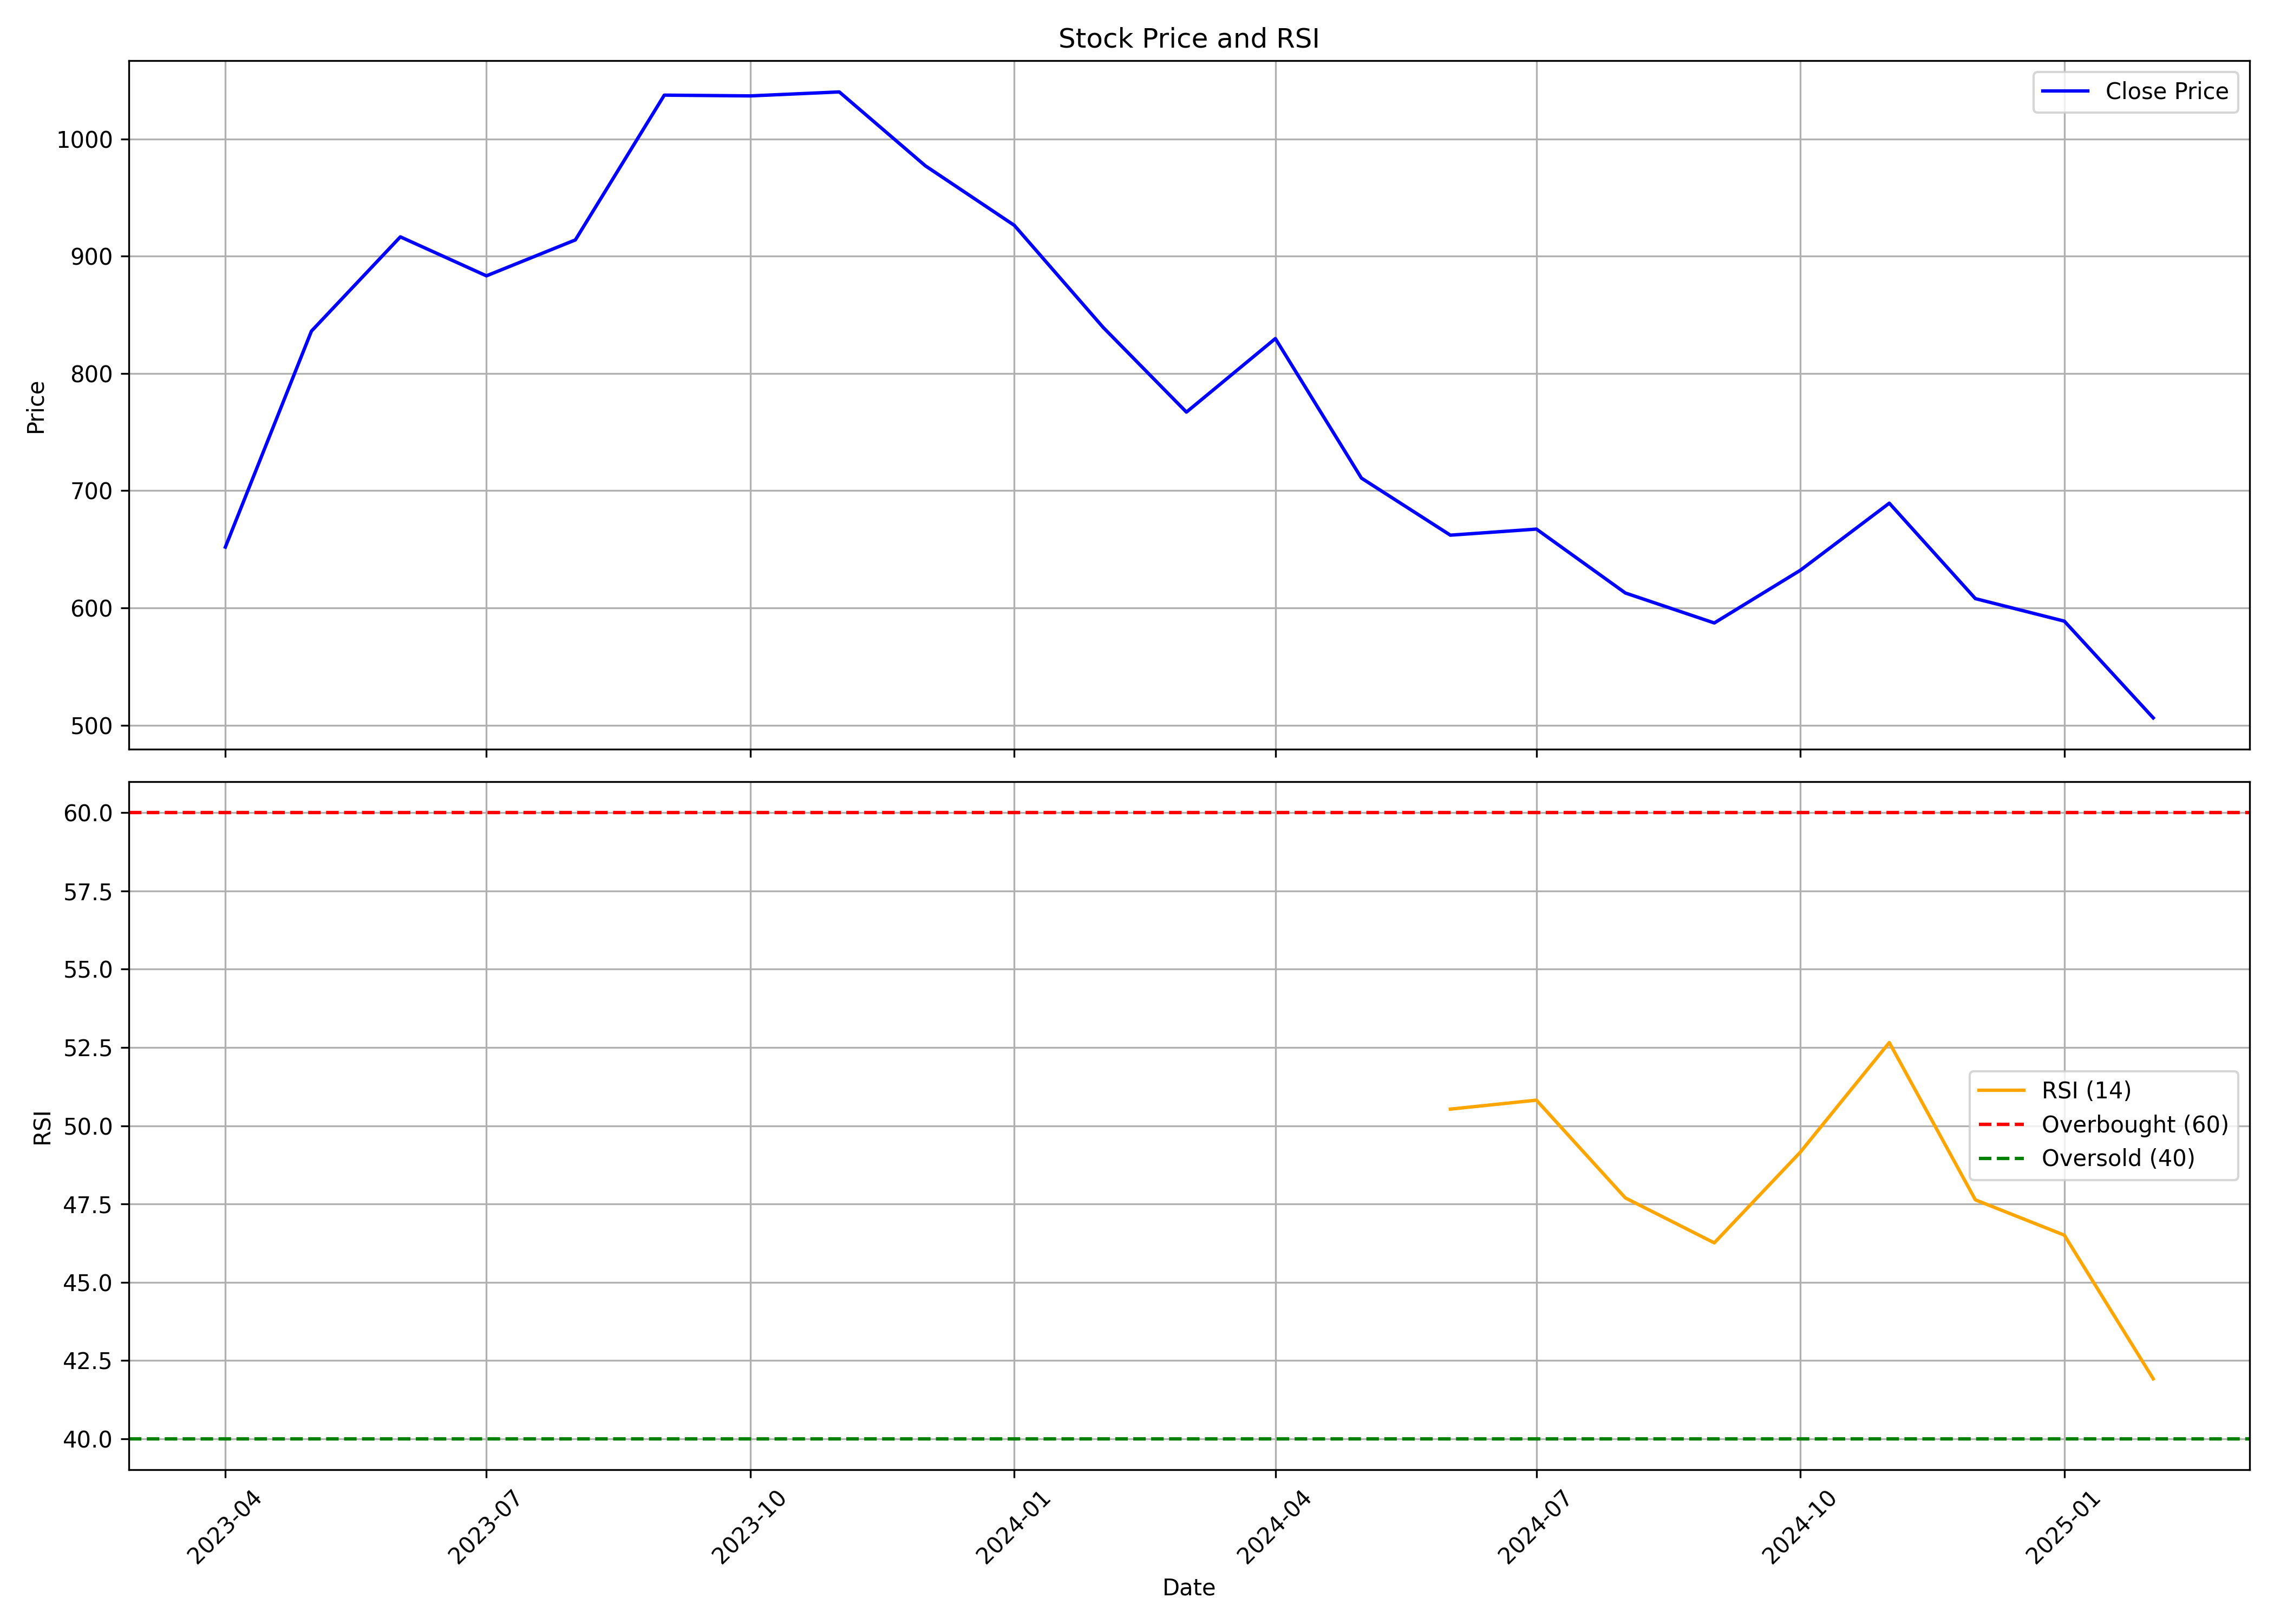 Stock Price and RSI
Close Price
1000
900
800
700
600
500
Price
60.0
57.5
55.0
52.5
50.0
47.5
45.0
42.5
40.0
RSI
RSI (14)
Overbought (60)
Oversold (40)
2023-04
2023-07
2023-10
2024-01
2024-04
2024-07
2024-10
2025-01
Date